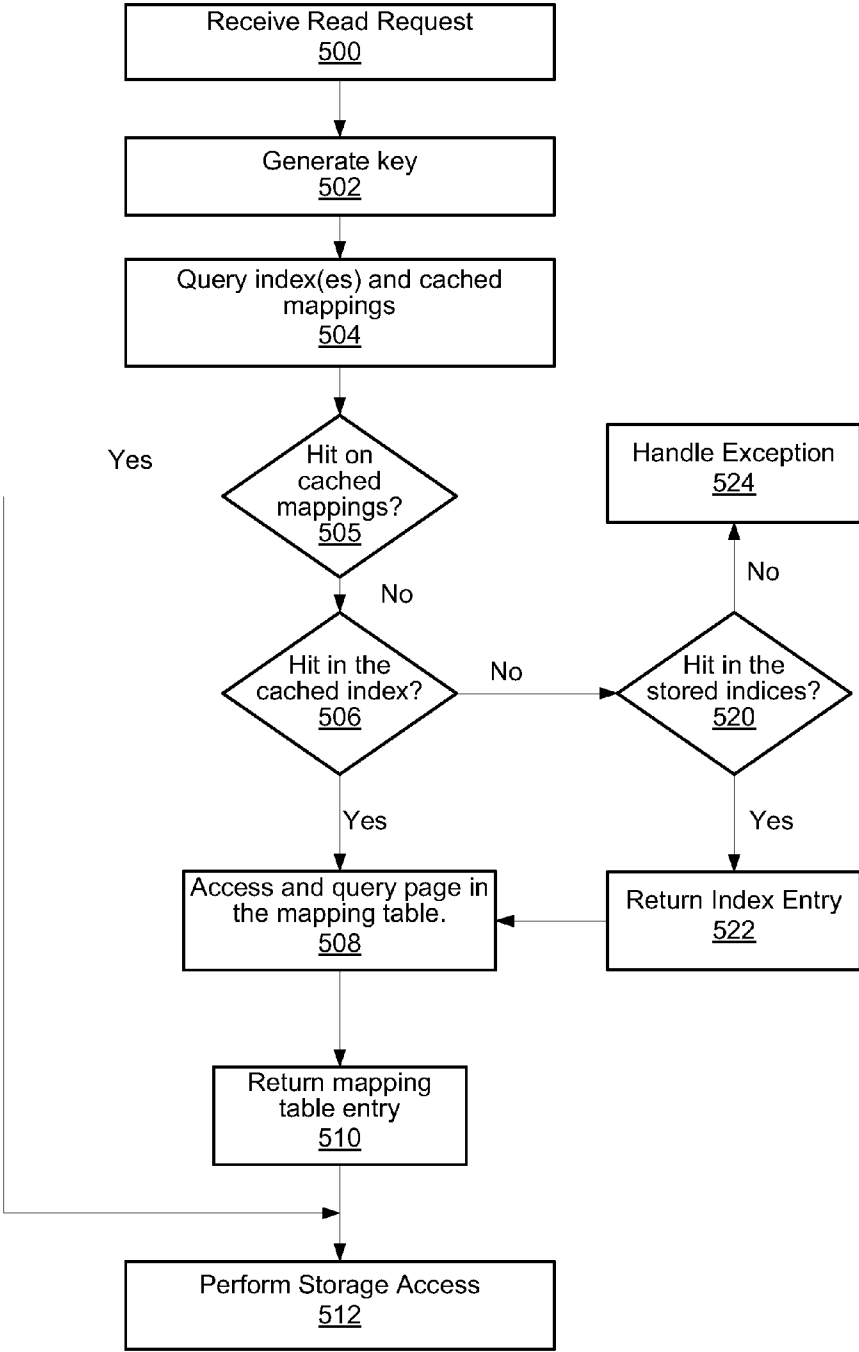 Receive Read Request
500
Generate key
502
Query index(es) and cached
mappings
504
Yes
Hit on
cached
mappings?
505
Handle Exception
524
No
No
Hit in the
cached index?
506
No
Hit in the
stored indices?
520
Yes
Yes
Access and query page in
the mapping table.
508
Return Index Entry
522
Return mapping
table entry
510
Perform Storage Access
512